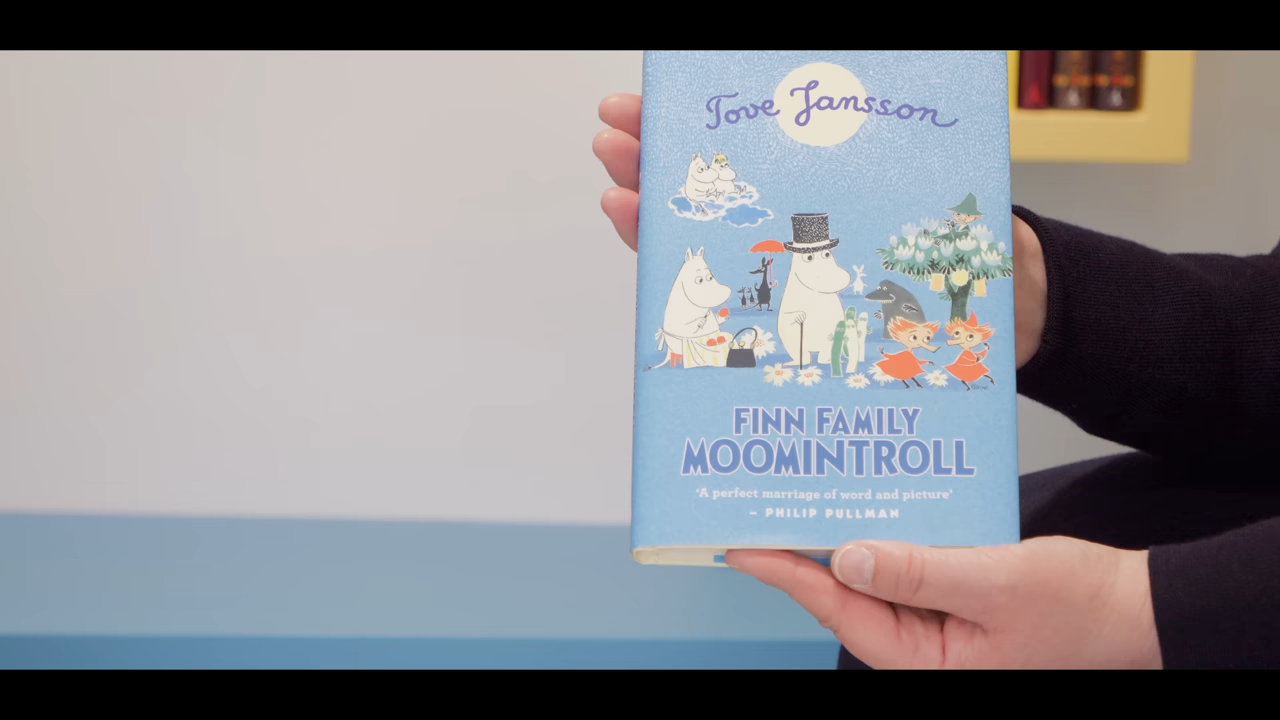 Tove Jansson
FINN FAMILY
MOOMINTROLL
‘A perfect marriage of word and picture’
– PHILIP PULLMAN